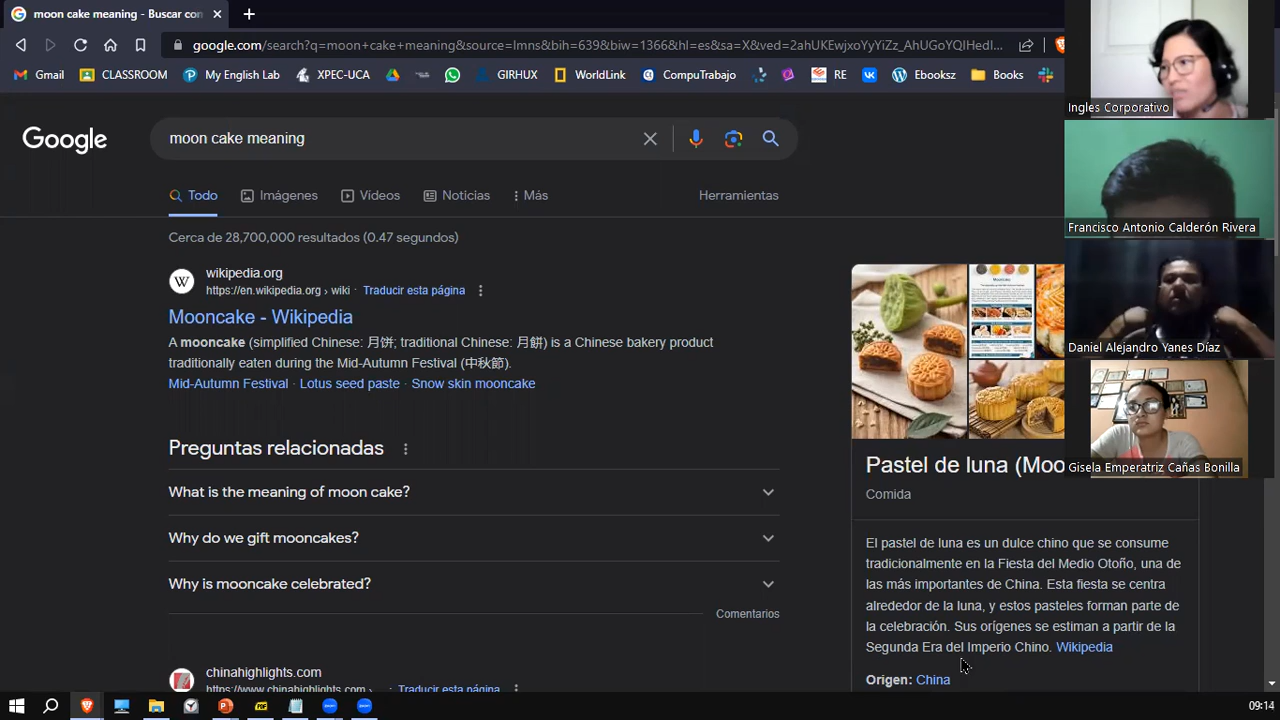 moon cake meaning - Buscar con
google.com/search?q=moon+cake+meaning&source=lmns&bih=639&biw=1366&hl=es&sa=X&ved=2ahUKEwjxoYyYiZz_AhUGoYQIHedI...
Gmail
CLASSROOM
My English Lab
XPEC-UCA
GIRHUX
WorldLink
CompuTrabajo
RE
Ebooksz
Books
Ingles Corporativo
Google
moon cake meaning
Todo
Imágenes
Vídeos
Noticias
Más
Herramientas
Francisco Antonio Calderón Rivera
Cerca de 28,700,000 resultados (0.47 segundos)
wikipedia.org
https://en.wikipedia.org › wiki · Traducir esta página
Mooncake - Wikipedia
A mooncake (simplified Chinese: 月饼; traditional Chinese: 月餅) is a Chinese bakery product
traditionally eaten during the Mid-Autumn Festival (中秋節).
Mid-Autumn Festival · Lotus seed paste · Snow skin mooncake
Daniel Alejandro Yanes Díaz
Preguntas relacionadas
What is the meaning of moon cake?
Why do we gift mooncakes?
Why is mooncake celebrated?
Comentarios
chinahighlights.com
https://www.chinahighlights.com › Traducir esta página
Gisela Emperatriz Cañas Bonilla
Pastel de luna (Moo
Comida
El pastel de luna es un dulce chino que se consume
tradicionalmente en la Fiesta del Medio Otoño, una de
las más importantes de China. Esta fiesta se centra
alrededor de la luna, y estos pasteles forman parte de
la celebración. Sus orígenes se estiman a partir de la
Segunda Era del Imperio Chino. Wikipedia
Origen: China
09:14